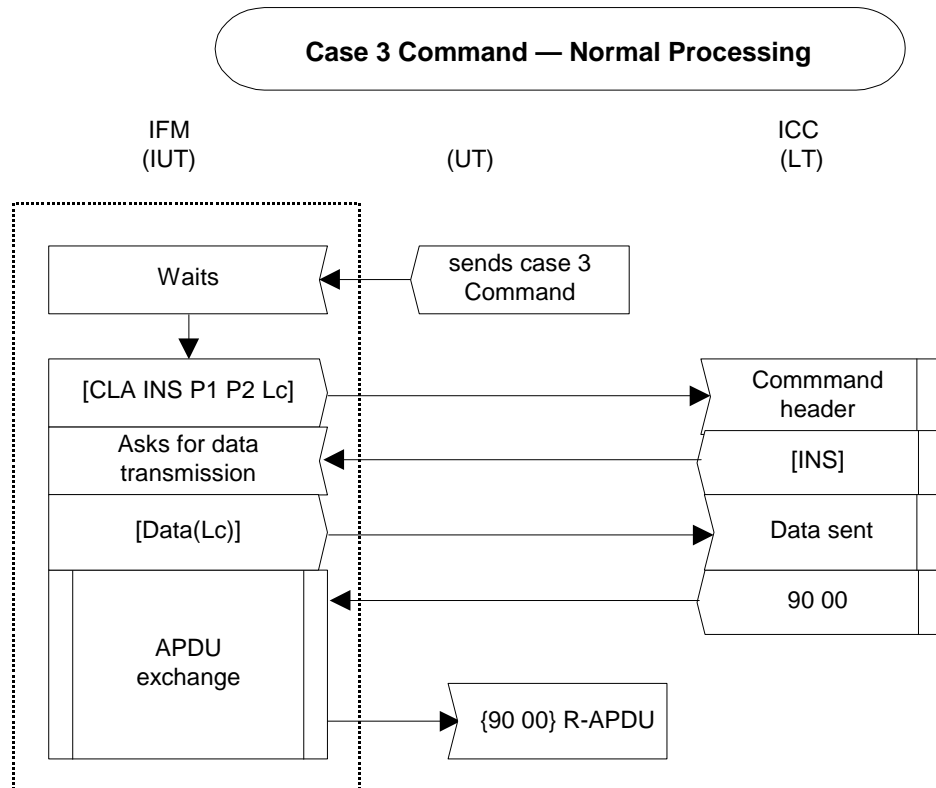 Case 3 Command — Normal Processing
IFM
(IUT)
(UT)
ICC
(LT)
Waits
sends case 3
Command
[CLA INS P1 P2 Lc]
Commmand
header
Asks for data
transmission
[INS]
[Data(Lc)]
Data sent
90 00
APDU
exchange
{90 00} R-APDU